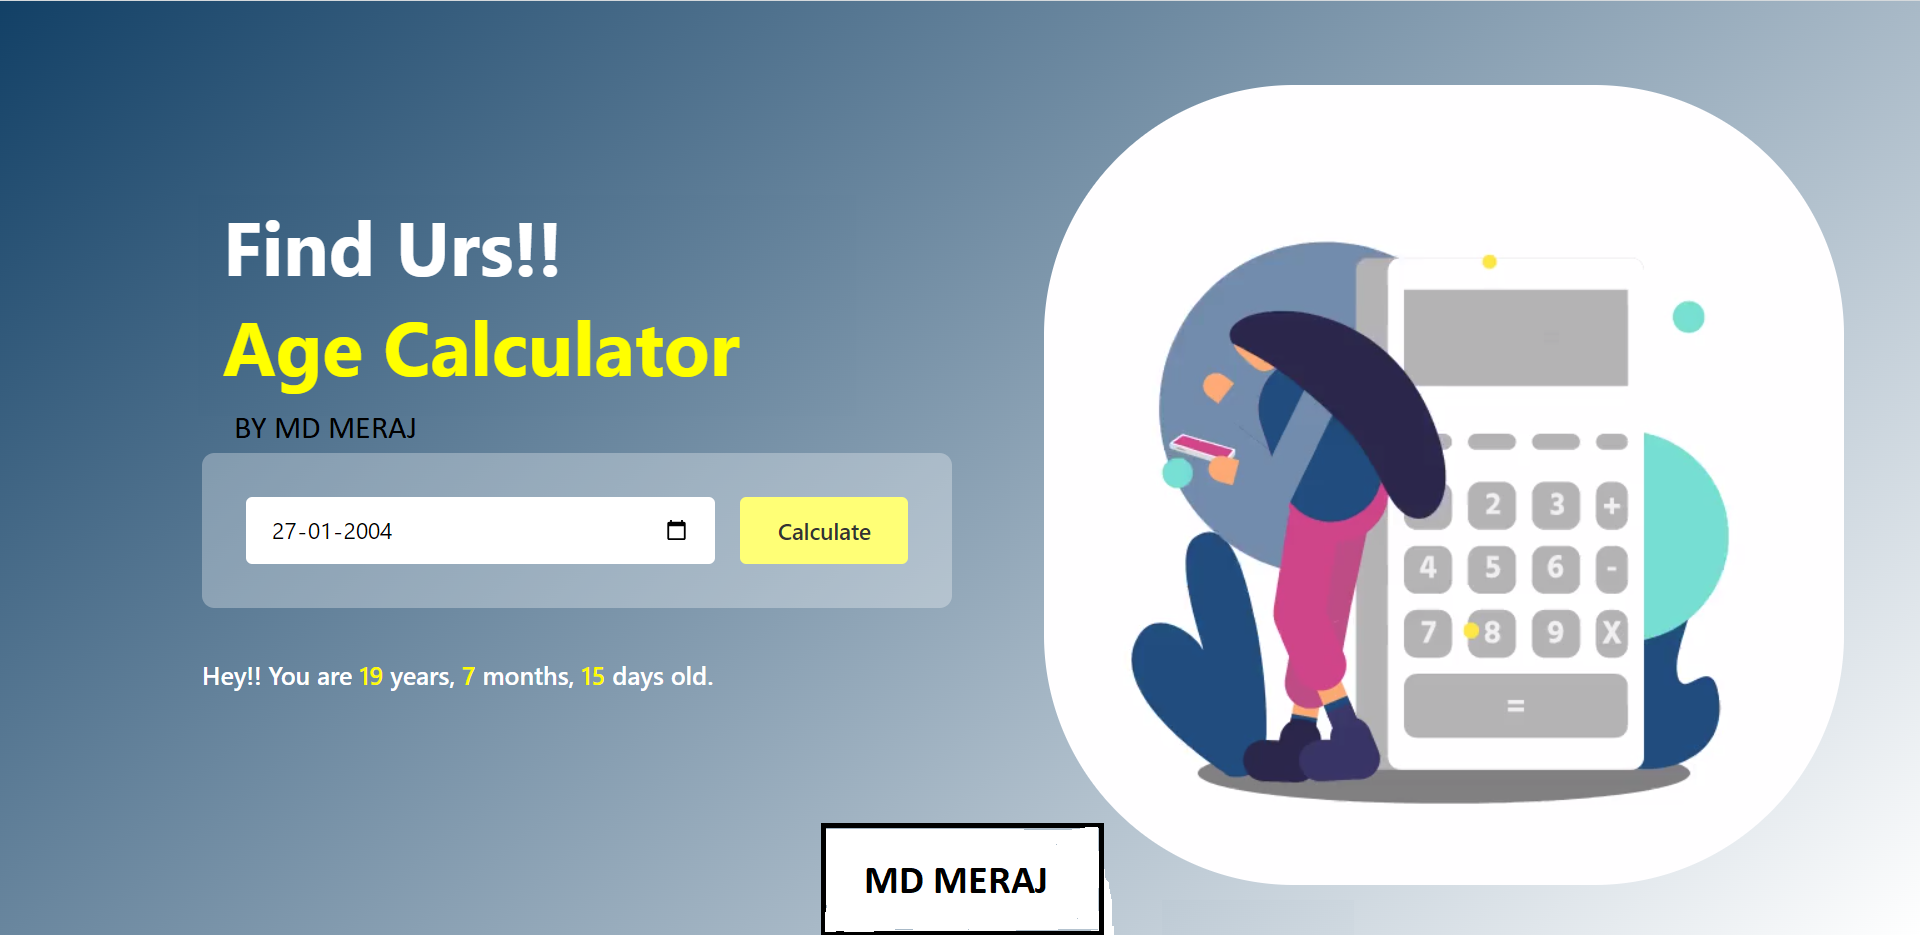 Find Urs!!
Age Calculator
BY MD MERAJ
27-01-2004
Calculate
Hey!! You are 19 years, 7 months, 15 days old.
2 3 +
4 5 6 -
7 8 9 X
=
MD MERAJ